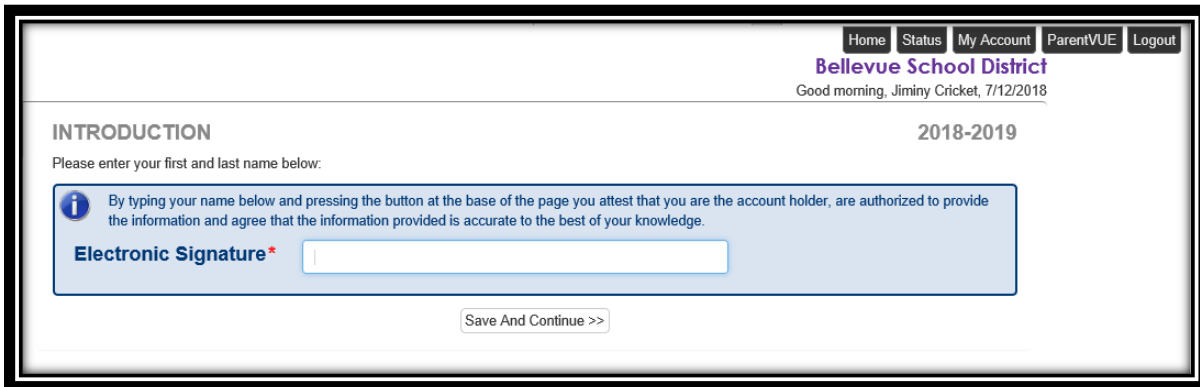 Home Status My Account ParentVUE Logout
Bellevue School District
Good morning, Jiminy Cricket, 7/12/2018
INTRODUCTION 2018-2019
Please enter your first and last name below:
i By typing your name below and pressing the button at the base of the page you attest that you are the account holder, are authorized to provide
the information and agree that the information provided is accurate to the best of your knowledge.
Electronic Signature*
Save And Continue >>